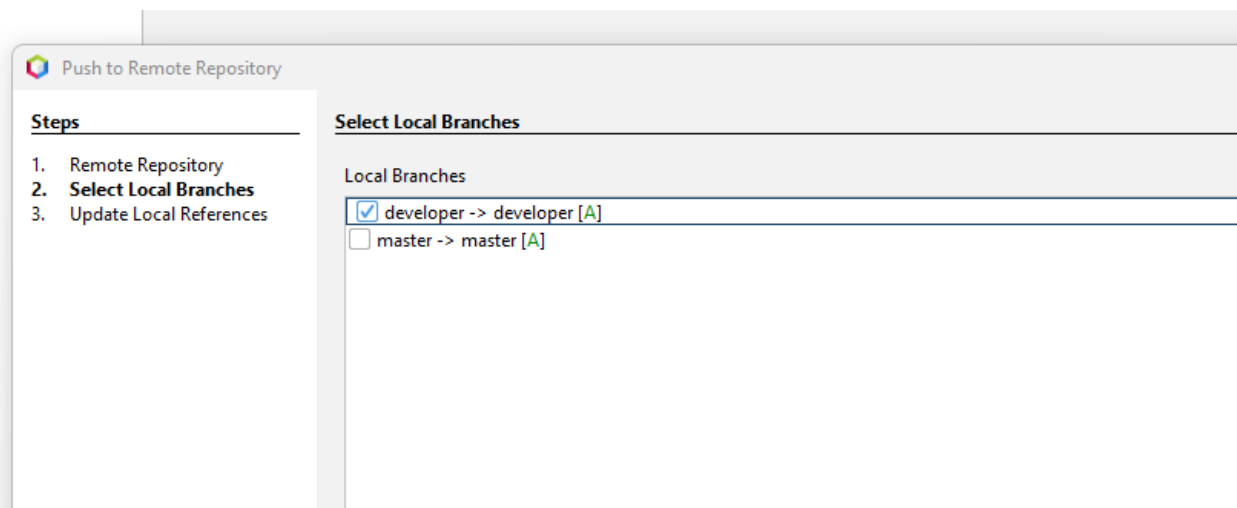 Push to Remote Repository
Steps
1. Remote Repository
2. Select Local Branches
3. Update Local References
Select Local Branches
Local Branches
developer -> developer [A]
master -> master [A]